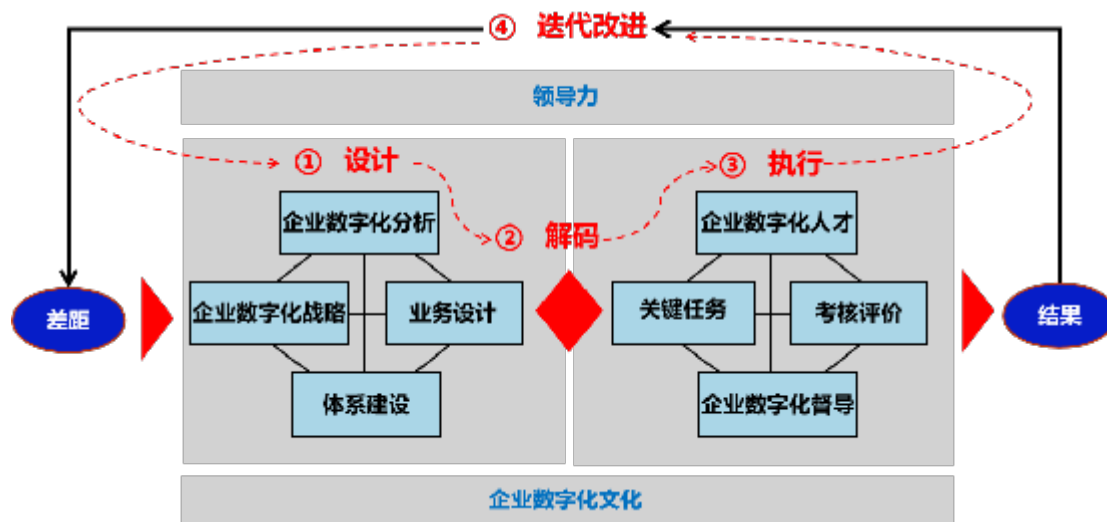 ④ 迭代改进
领导力
① 设计
③ 执行
企业数字化分析
企业数字化人才
② 解码
差距
企业数字化战略
业务设计
关键任务
考核评价
结果
体系建设
企业数字化督导
企业数字化文化